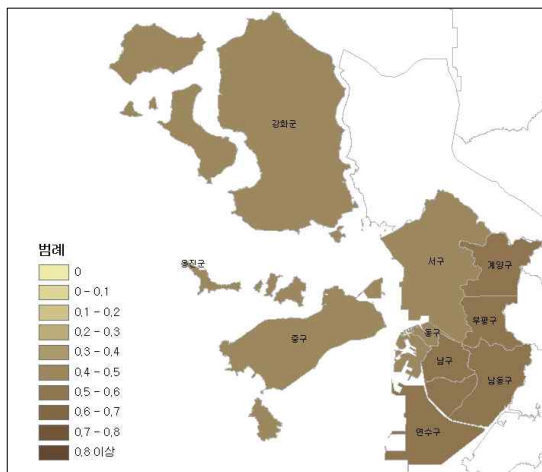 강화군
옹진군
서구
계양구
부평구
동구
중구
남구
남동구
연수구
범례
0
0 - 0,1
0,1 - 0,2
0,2 - 0,3
0,3 - 0,4
0,4 - 0,5
0,5 - 0,6
0,6 - 0,7
0,7 - 0,8
0,8 이상